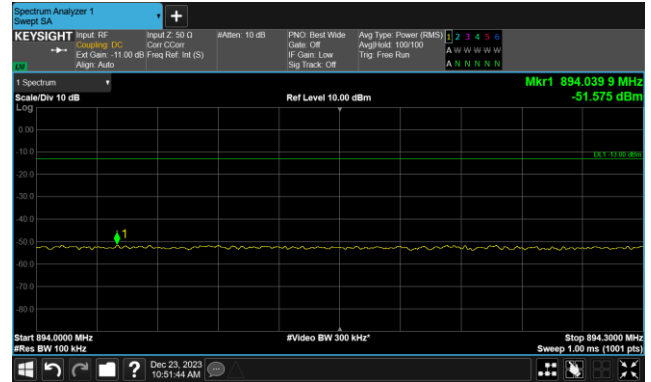 Spectrum Analyzer 1
Swept SA
KEYSIGHT
Input: RF
Coupling: DC
Ext Gain: -11.00 dB
Align: Auto
Input Z: 50 Ω
Corr CCorr
Freq Ref: Int (S)
#Atten: 10 dB
PNO: Best Wide
Gate: Off
IF Gain: Low
Sig Track: Off
Avg Type: Power (RMS)
Avg|Hold: 100/100
Trig: Free Run
1 2 3 4 5 6
A W W W W W
A N N N N N
LXI
1 Spectrum
Mkr1 894.039 9 MHz
-51.575 dBm
Scale/Div 10 dB
Ref Level 10.00 dBm
Log
0.00
-10.0
DL1 -13.00 dBm
-20.0
-30.0
-40.0
1
-50.0
-60.0
-70.0
-80.0
Start 894.0000 MHz
#Video BW 300 kHz*
Stop 894.3000 MHz
#Res BW 100 kHz
Sweep 1.00 ms (1001 pts)
?
Dec 23, 2023
10:51:44 AM